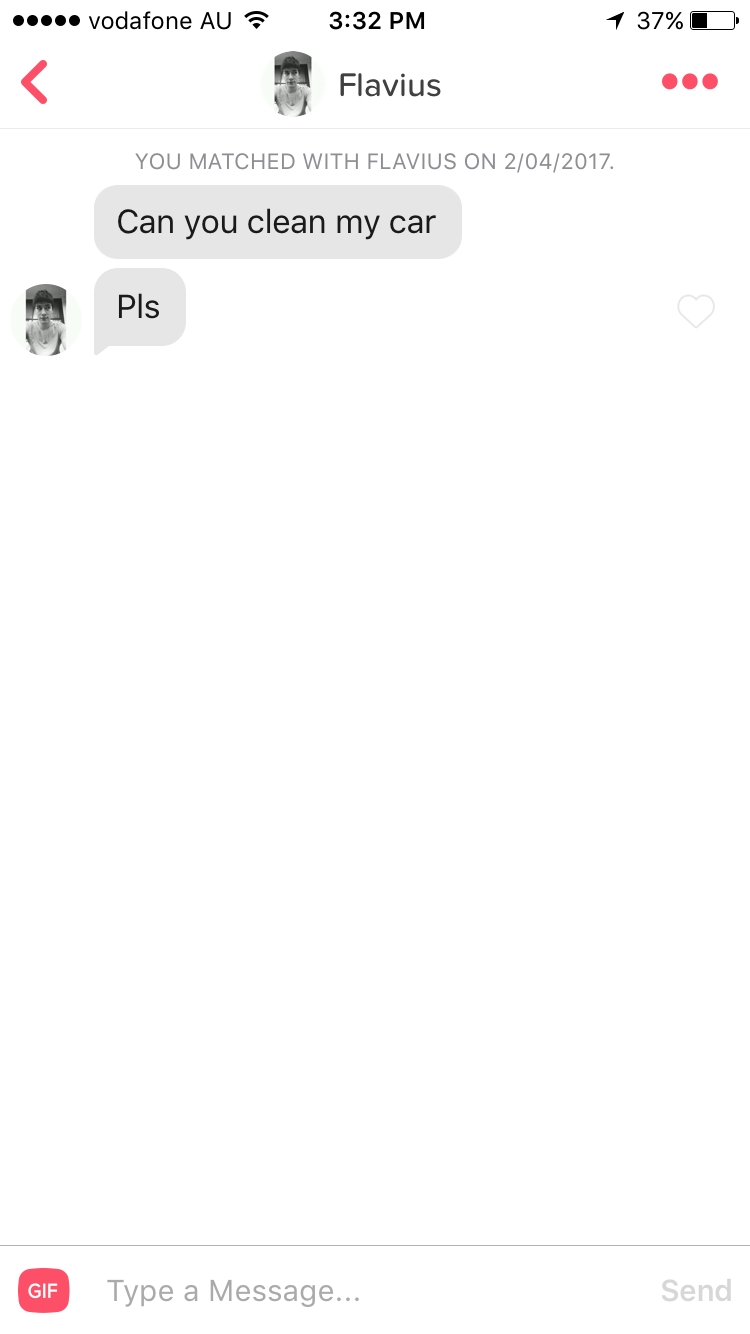 vodafone AU 3:32 PM 37%
Flavius
YOU MATCHED WITH FLAVIUS ON 2/04/2017.
Can you clean my car
Pls
GIF Type a Message... Send